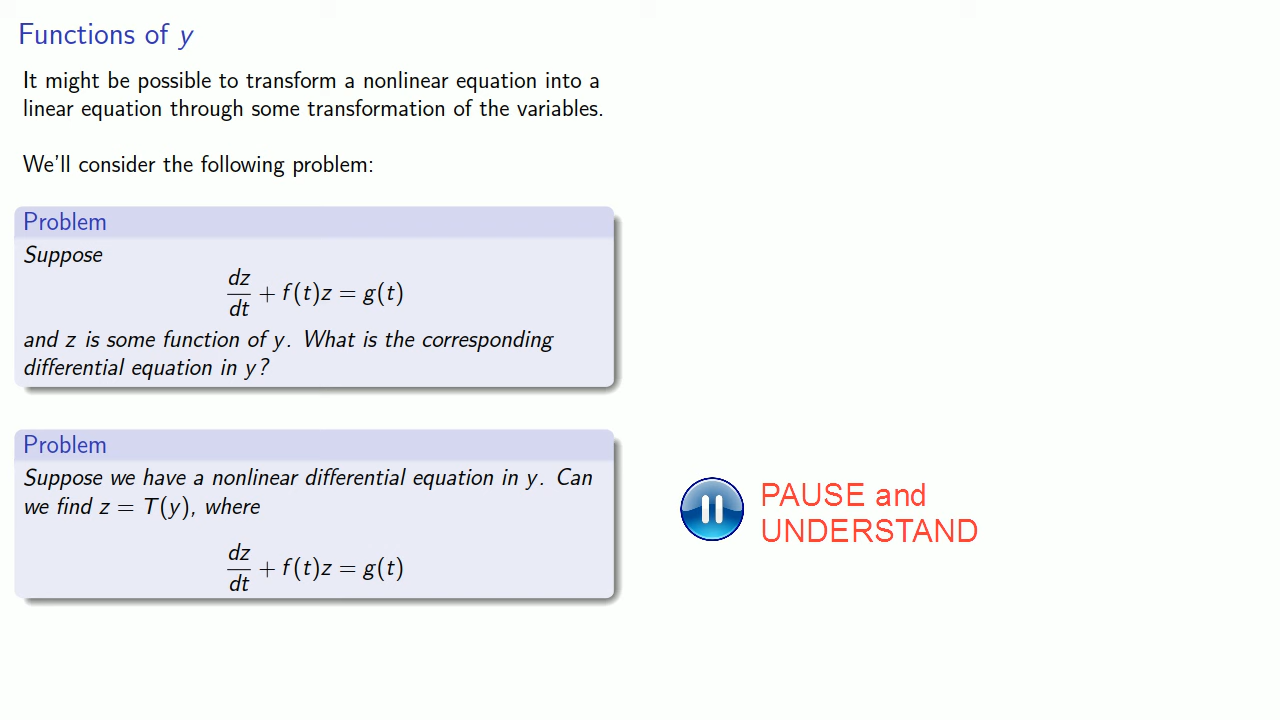 Functions of y
It might be possible to transform a nonlinear equation into a
linear equation through some transformation of the variables.
We'll consider the following problem:
Problem
Suppose
dz/dt + f(t)z = g(t)
and z is some function of y. What is the corresponding
differential equation in y?
Problem
Suppose we have a nonlinear differential equation in y. Can
we find z = T(y), where
dz/dt + f(t)z = g(t)
PAUSE and
UNDERSTAND